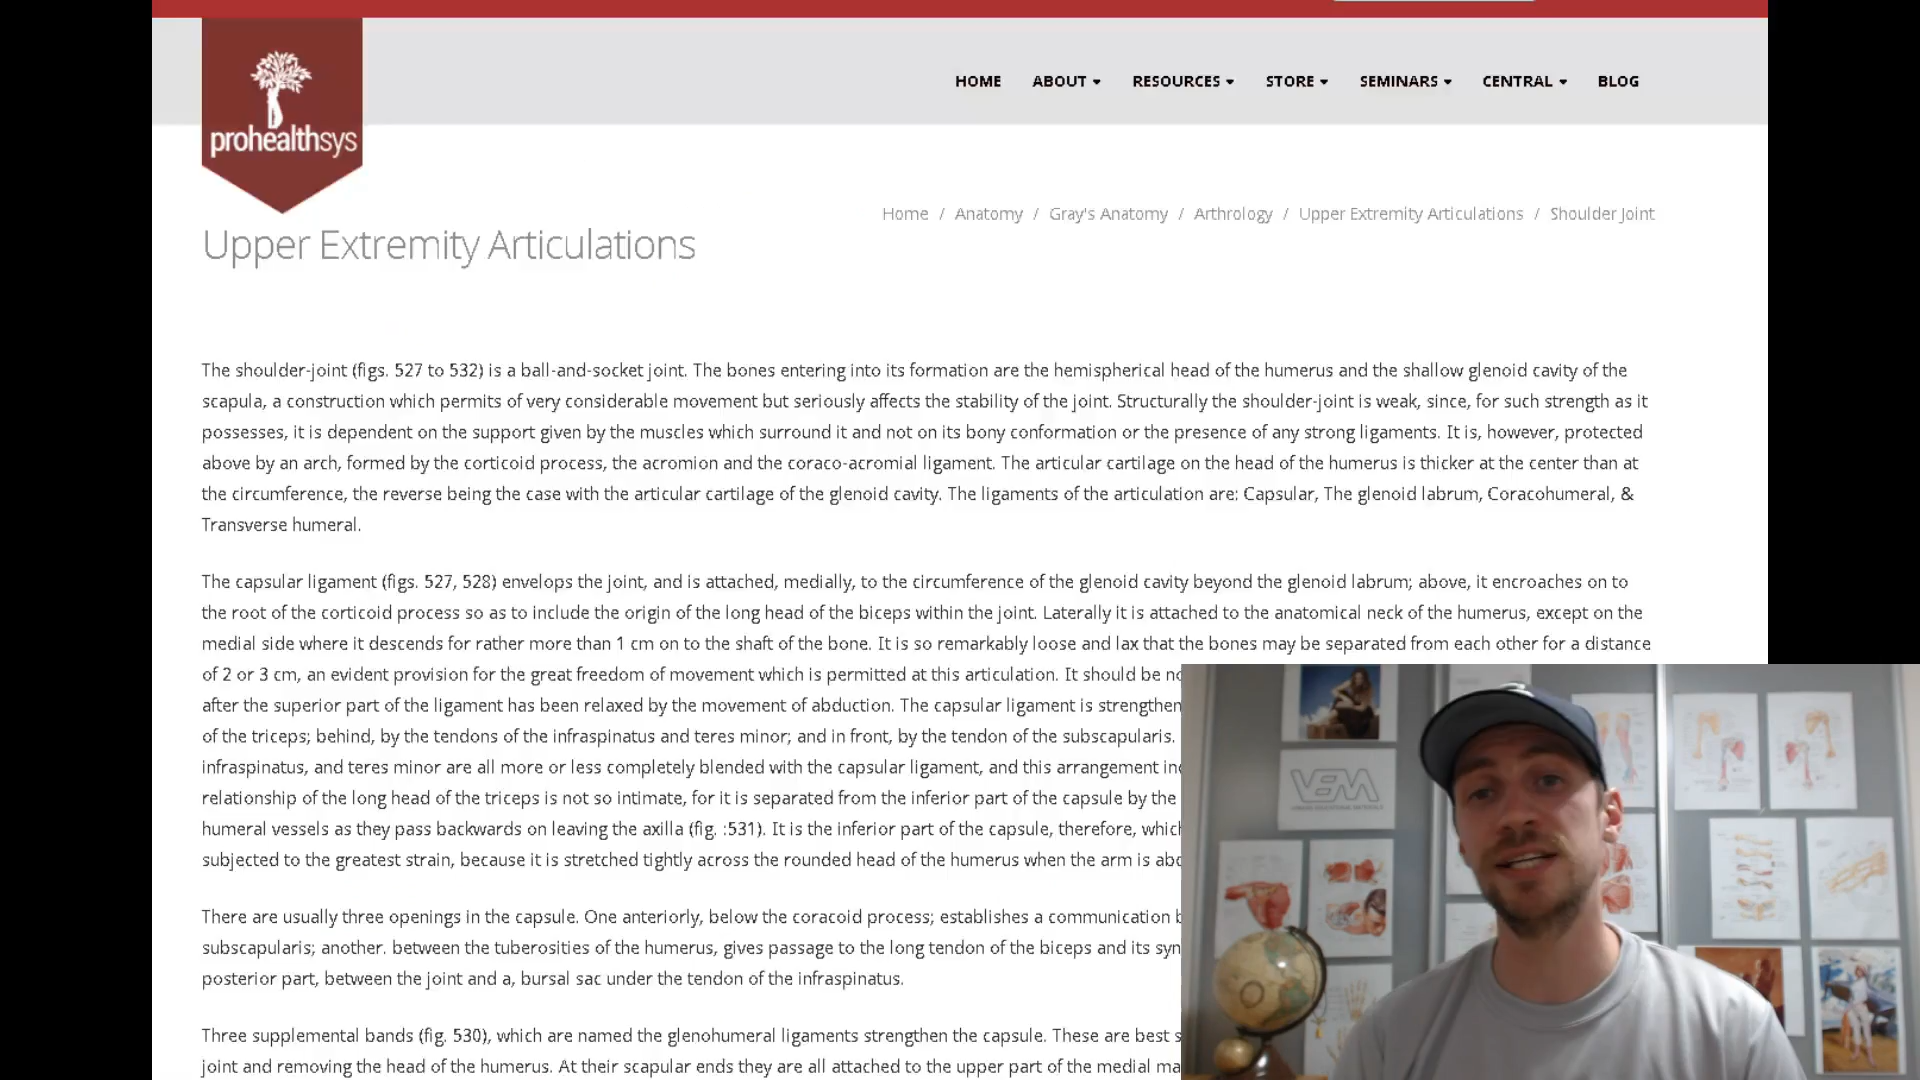 HOME ABOUT RESOURCES STORE SEMINARS CENTRAL BLOG
prohealthsys
Home / Anatomy / Gray's Anatomy / Arthrology / Upper Extremity Articulations / Shoulder Joint
Upper Extremity Articulations
The shoulder-joint (figs. 527 to 532) is a ball-and-socket joint. The bones entering into its formation are the hemispherical head of the humerus and the shallow glenoid cavity of the
scapula, a construction which permits of very considerable movement but seriously affects the stability of the joint. Structurally the shoulder-joint is weak, since, for such strength as it
possesses, it is dependent on the support given by the muscles which surround it and not on its bony conformation or the presence of any strong ligaments. It is, however, protected
above by an arch, formed by the corticoid process, the acromion and the coraco-acromial ligament. The articular cartilage on the head of the humerus is thicker at the center than at
the circumference, the reverse being the case with the articular cartilage of the glenoid cavity. The ligaments of the articulation are: Capsular, The glenoid labrum, Coracohumeral, &
Transverse humeral.
The capsular ligament (figs. 527, 528) envelops the joint, and is attached, medially, to the circumference of the glenoid cavity beyond the glenoid labrum; above, it encroaches on to
the root of the corticoid process so as to include the origin of the long head of the biceps within the joint. Laterally it is attached to the anatomical neck of the humerus, except on the
medial side where it descends for rather more than 1 cm on to the shaft of the bone. It is so remarkably loose and lax that the bones may be separated from each other for a distance
of 2 or 3 cm, an evident provision for the great freedom of movement which is permitted at this articulation. It should be
after the superior part of the ligament has been relaxed by the movement of abduction. The capsular ligament is
of the triceps; behind, by the tendons of the infraspinatus and teres minor; and in front, by the tendon of the subscapularis.
infraspinatus, and teres minor are all more or less completely blended with the capsular ligament, and this arrangement
relationship of the long head of the triceps is not so intimate, for it is separated from the inferior part of the capsule by the
humeral vessels as they pass backwards on leaving the axilla (fig. :531). It is the inferior part of the capsule, therefore,
subjected to the greatest strain, because it is stretched tightly across the rounded head of the humerus when the arm is
There are usually three openings in the capsule. One anteriorly, below the coracoid process; establishes a communication
subscapularis; another. between the tuberosities of the humerus, gives passage to the long tendon of the biceps and its
posterior part, between the joint and a, bursal sac under the tendon of the infraspinatus.
Three supplemental bands (fig. 530), which are named the glenohumeral ligaments strengthen the capsule. These are best
joint and removing the head of the humerus. At their scapular ends they are all attached to the upper part of the medial
VEM